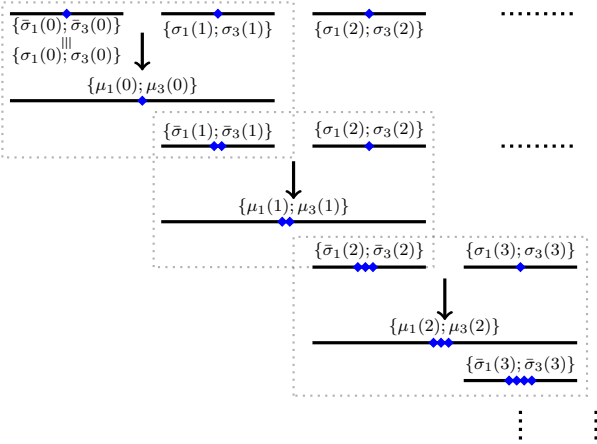 {σ̄₁(0); σ̄₃(0)} {σ₁(1); σ₃(1)} {σ₁(2); σ₃(2)}
|||
{σ₁(0); σ₃(0)}
{μ₁(0); μ₃(0)}
{σ̄₁(1); σ̄₃(1)} {σ₁(2); σ₃(2)}
{μ₁(1); μ₃(1)}
{σ̄₁(2); σ̄₃(2)} {σ₁(3); σ₃(3)}
{μ₁(2); μ₃(2)}
{σ̄₁(3); σ̄₃(3)}